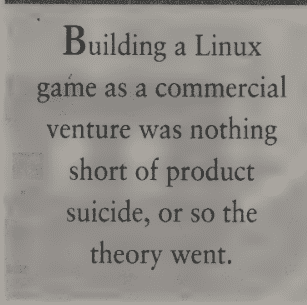 Building a Linux
game as a commercial
venture was nothing
short of product
suicide, or so the
theory went.